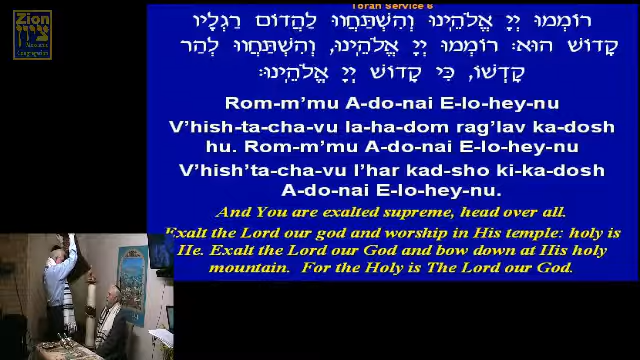 Zion
Messianic
Congregation
Torah Service 6
רוֹמְמוּ יְיָ אֱלֹהֵינוּ וְהִשְׁתַּחֲווּ לַהֲדוֹם רַגְלָיו
קָדוֹשׁ הוּא: רוֹמְמוּ יְיָ אֱלֹהֵינוּ, וְהִשְׁתַּחֲווּ לְהַר
קָדְשׁוֹ, כִּי קָדוֹשׁ יְיָ אֱלֹהֵינוּ:
Rom-m'mu A-do-nai E-lo-hey-nu
V'hish-ta-cha-vu la-ha-dom rag'lav ka-dosh
hu. Rom-m'mu A-do-nai E-lo-hey-nu
V'hish'ta-cha-vu l'har kad-sho ki-ka-dosh
A-do-nai E-lo-hey-nu.
And You are exalted supreme, head over all.
Exalt the Lord our god and worship in His temple: holy is
He. Exalt the Lord our God and bow down at His holy
mountain. For the Holy is The Lord our God.